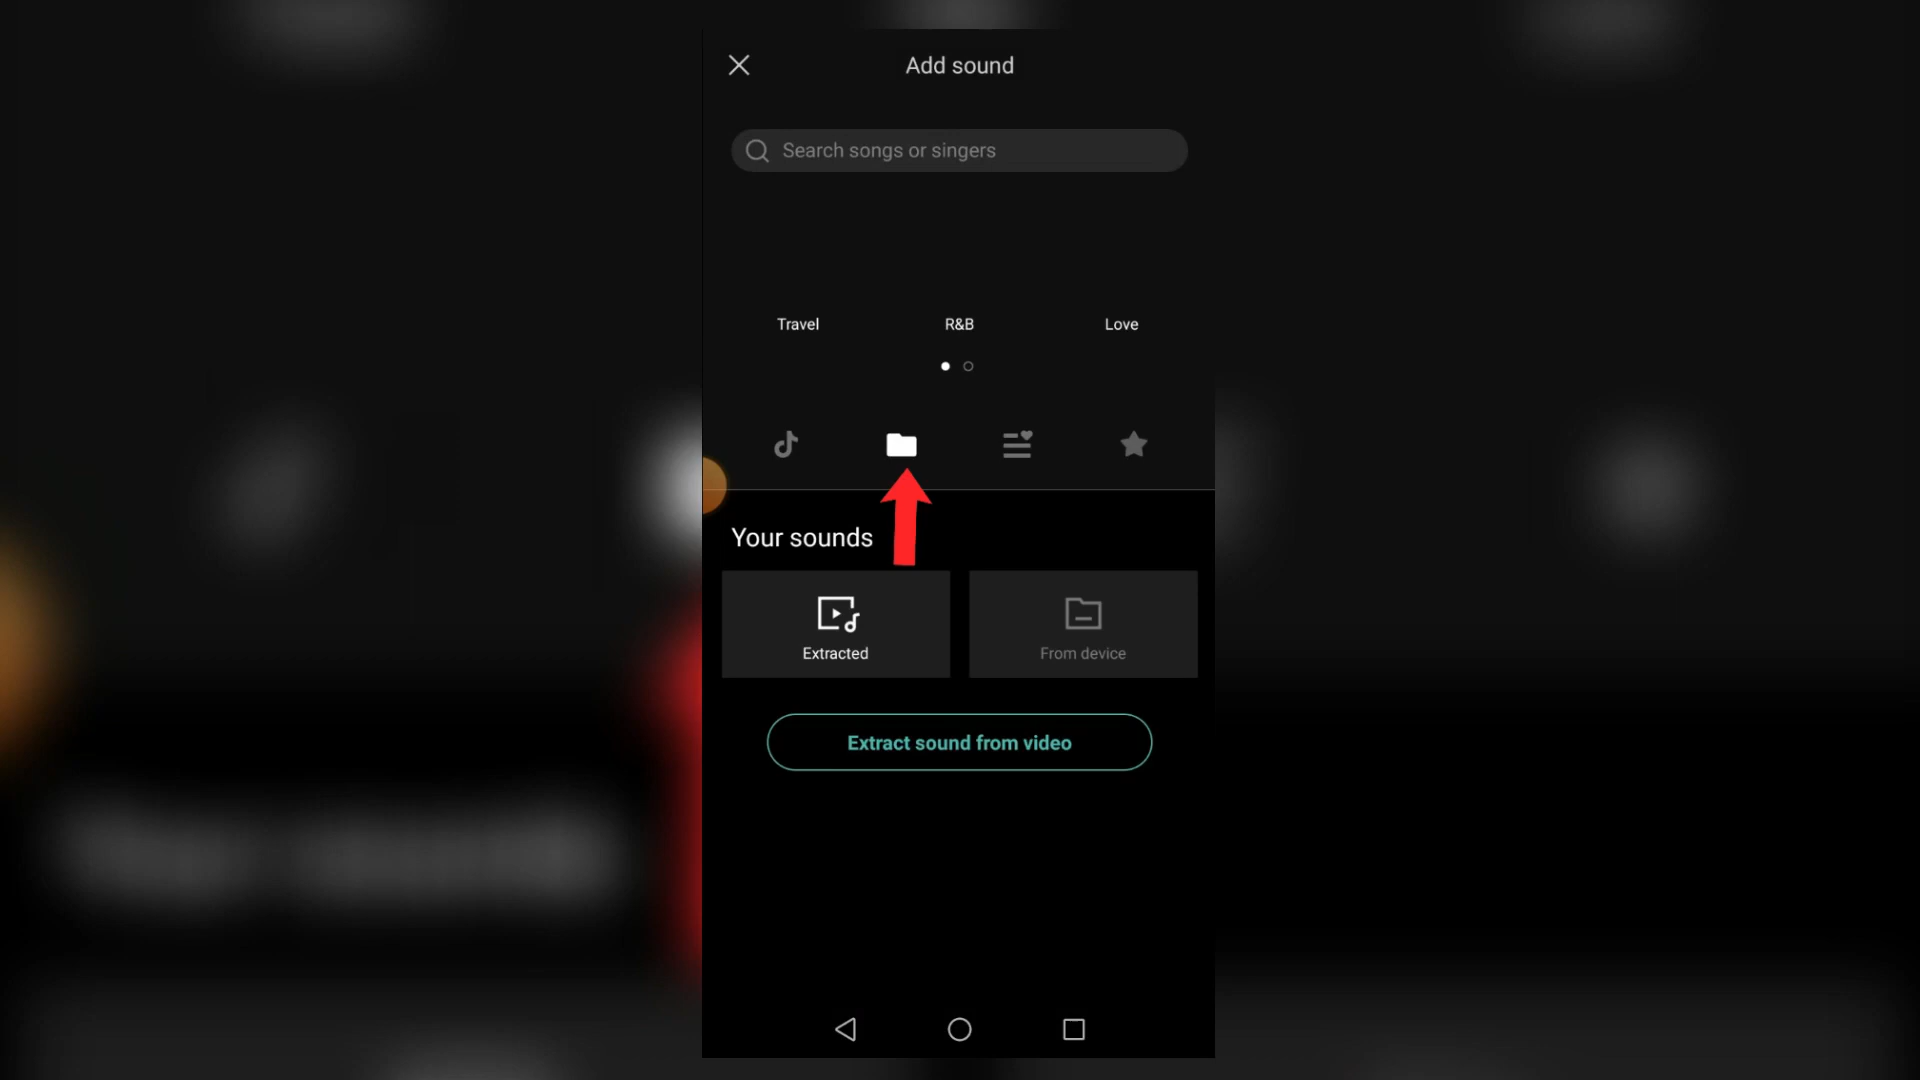 Add sound
Search songs or singers
Travel R&B Love
Your sounds
Extracted From device
Extract sound from video